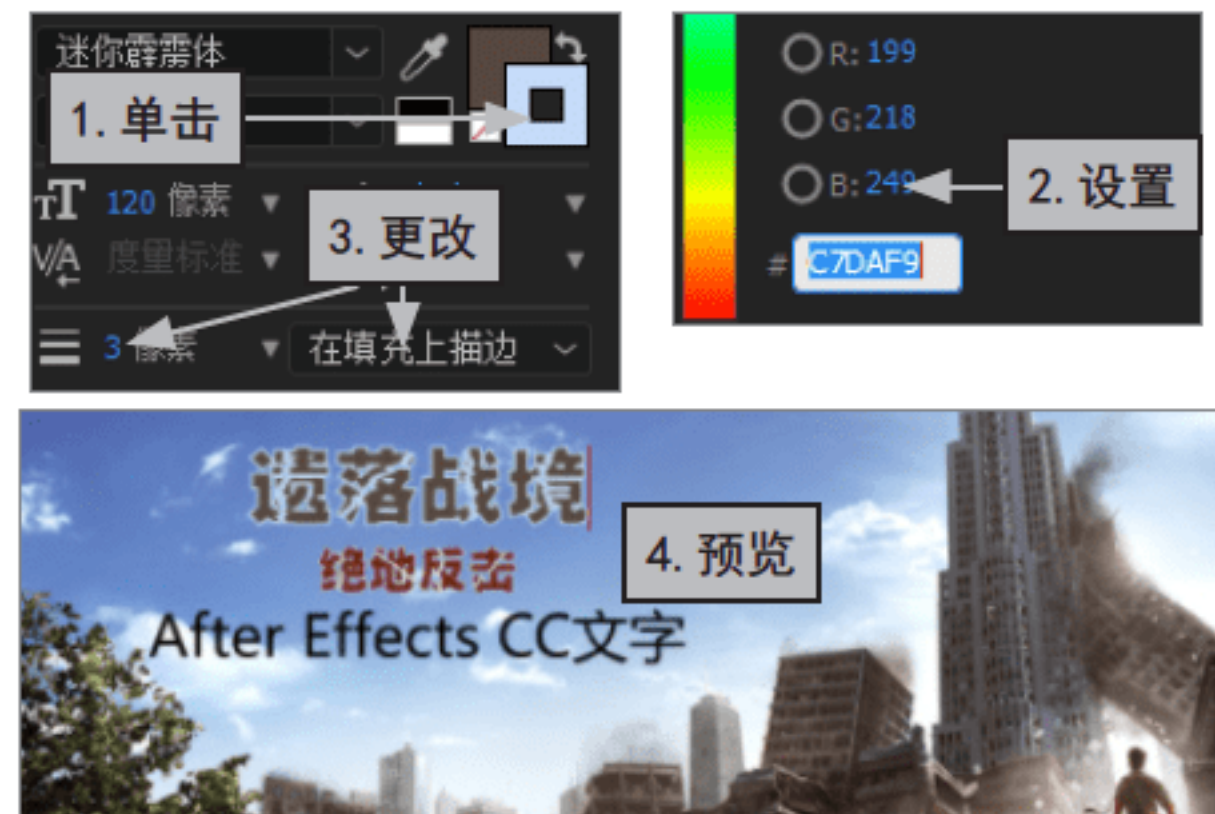 迷你霹雳体
1. 单击
120 像素
3. 更改
度量标准
3 像素
在填充上描边
R: 199
G: 218
B: 249
2. 设置
# C7DAF9
遗落战境
绝地反击
4. 预览
After Effects CC文字